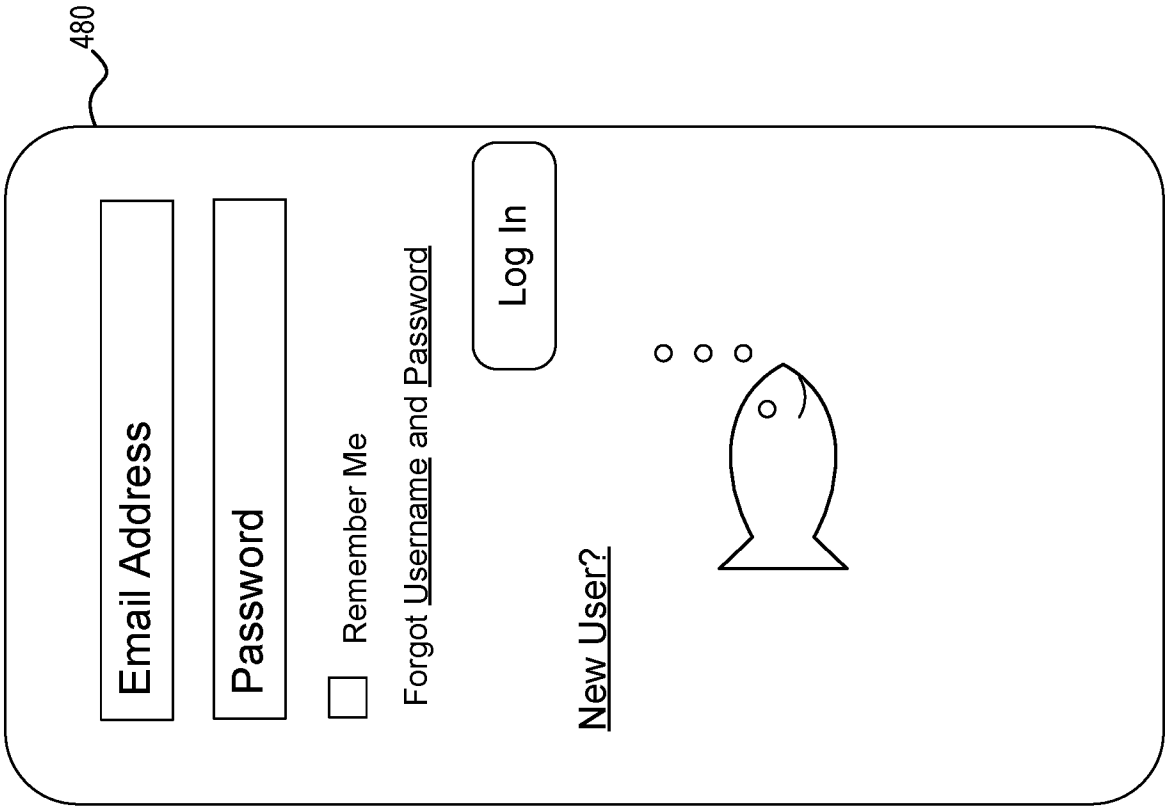 480
Email Address
Password
Remember Me
Forgot Username and Password
Log In
New User?